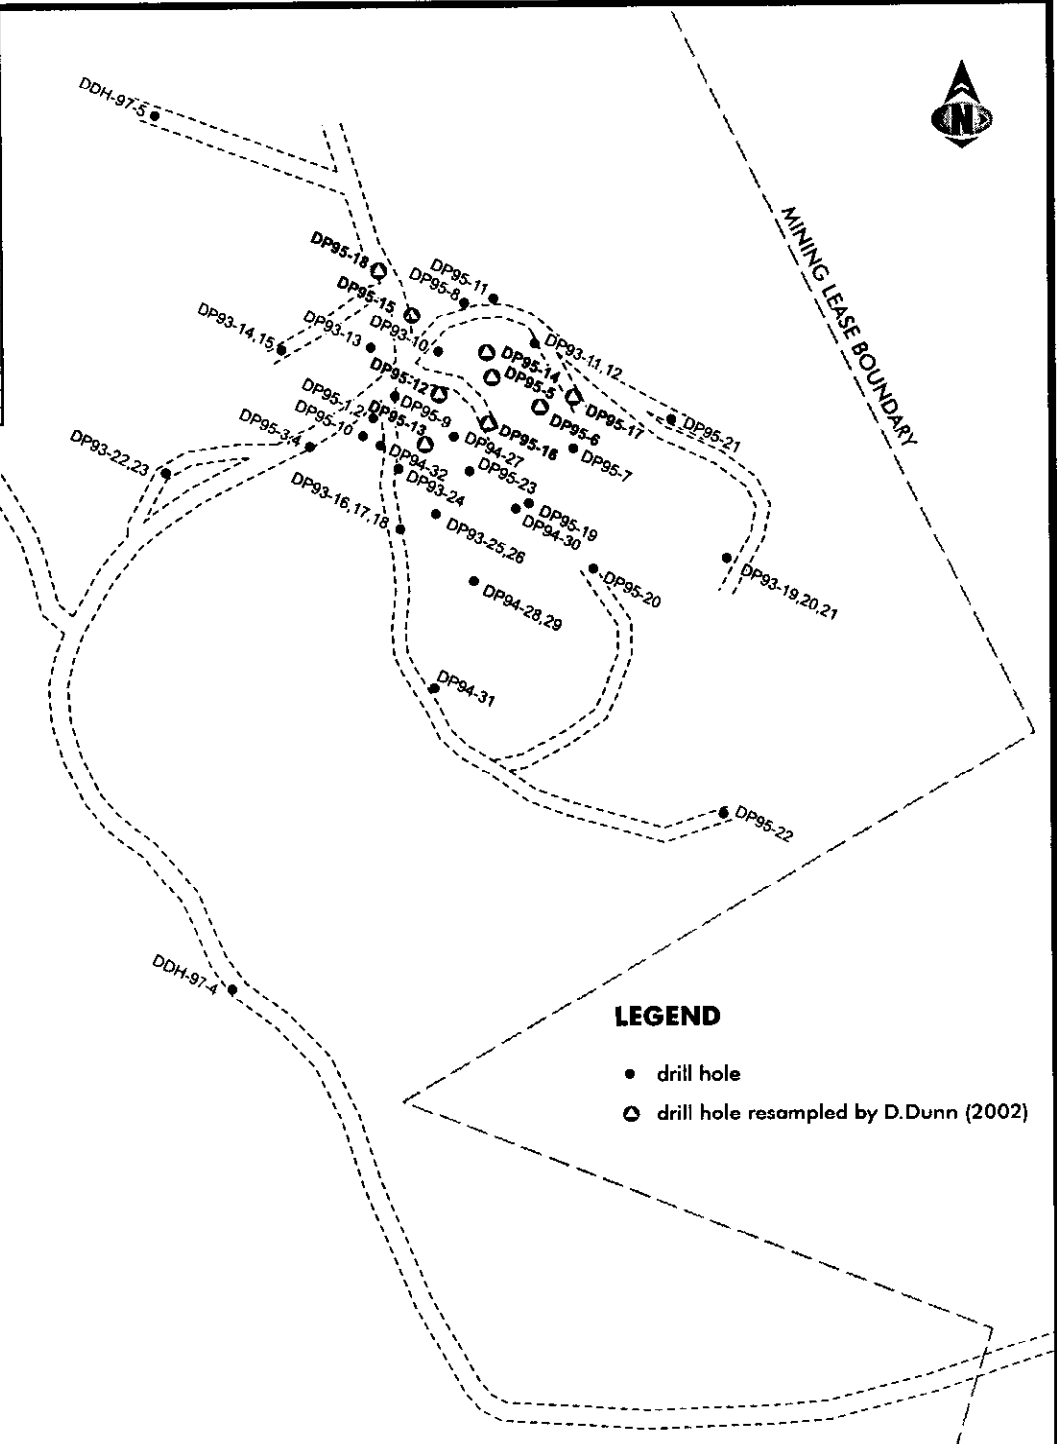 N
DDH-97-5
MINING LEASE BOUNDARY
DP95-18
DP95-11
DP95-8
DP95-15
DP93-14,15
DP93-13
DP93-10
DP93-11,12
DP95-14
DP95-5
DP95-12
DP95-17
DP95-6
DP95-1,2
DP95-9
DP95-13
DP95-16
DP95-21
DP95-10
DP95-3,4
DP94-27
DP95-7
DP93-22,23
DP94-32
DP95-23
DP93-24
DP93-16,17,18
DP95-19
DP94-30
DP93-25,26
DP95-20
DP93-19,20,21
DP94-28,29
DP94-31
DP95-22
DDH-97-4
LEGEND
drill hole
drill hole resampled by D.Dunn (2002)